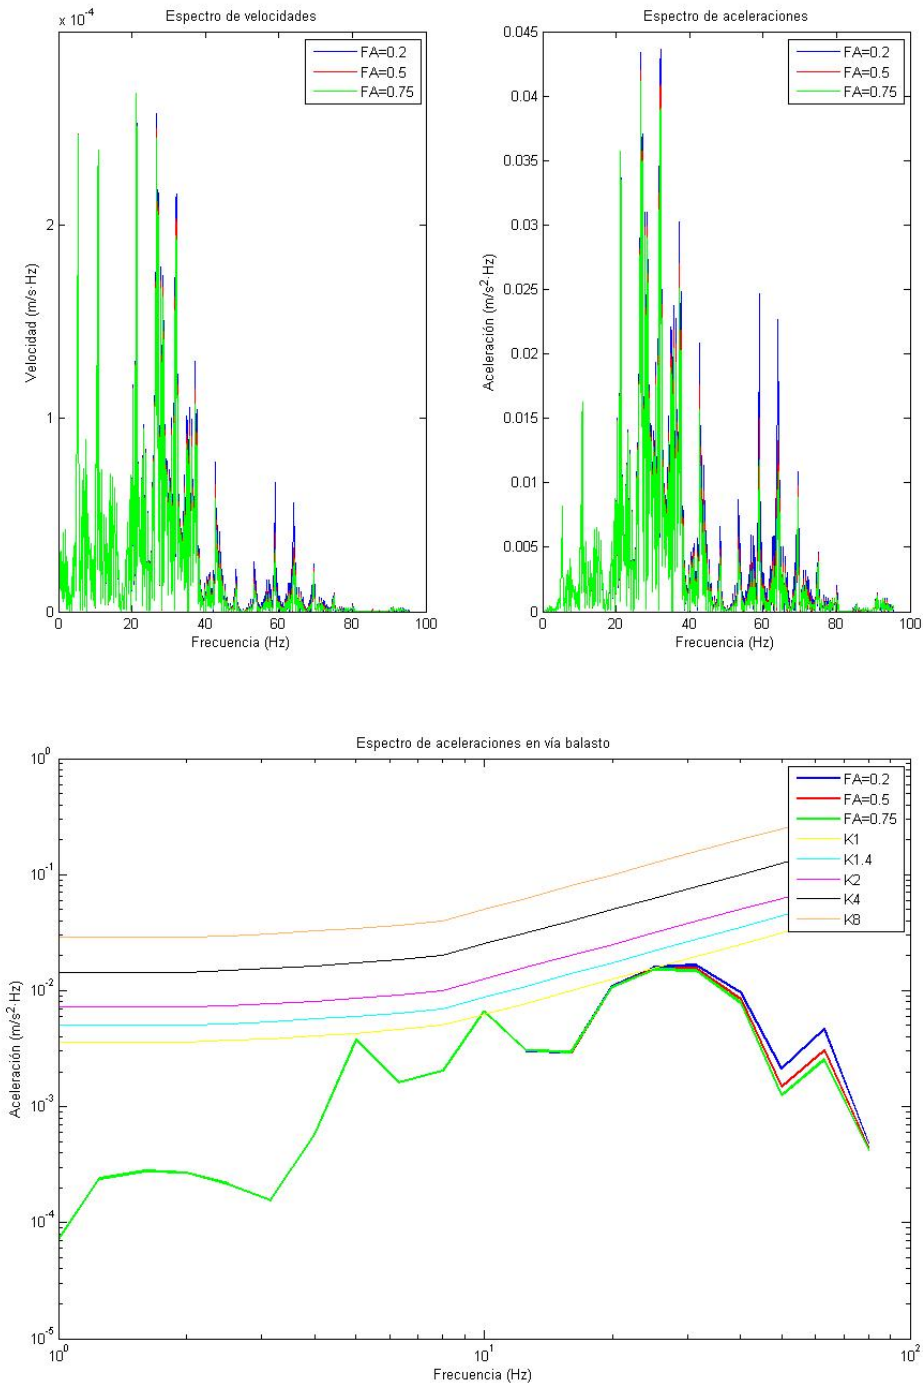 Espectro de velocidades
x 10^-4
FA=0.2
FA=0.5
FA=0.75
2
1
0
Velocidad (m/s·Hz)
0 20 40 60 80 100
Frecuencia (Hz)
Espectro de aceleraciones
FA=0.2
FA=0.5
FA=0.75
0.045
0.04
0.035
0.03
0.025
0.02
0.015
0.01
0.005
0
Aceleración (m/s²·Hz)
0 20 40 60 80 100
Frecuencia (Hz)
Espectro de aceleraciones en vía balasto
FA=0.2
FA=0.5
FA=0.75
K1
K1.4
K2
K4
K8
10^0
10^-1
10^-2
10^-3
10^-4
10^-5
Aceleración (m/s²·Hz)
10^0 10^1 10^2
Frecuencia (Hz)